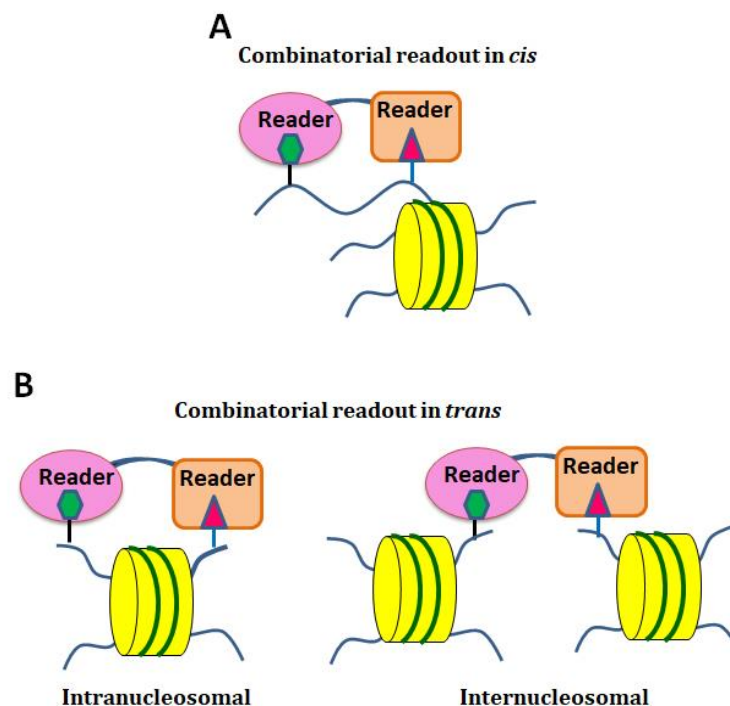 A
Combinatorial readout in cis
Reader
Reader
B
Combinatorial readout in trans
Reader
Reader
Reader
Reader
Intranucleosomal
Internucleosomal